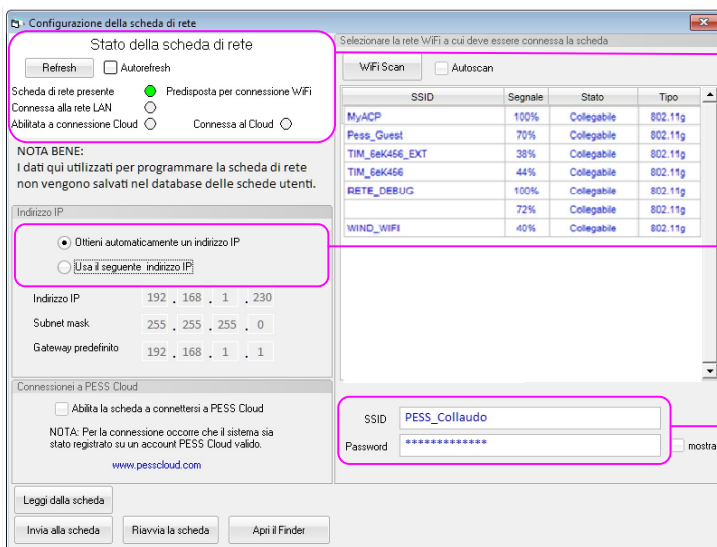 Configurazione della scheda di rete
Stato della scheda di rete
Refresh Autorefresh
Scheda di rete presente Predisposta per connessione WiFi
Connessa alla rete LAN
Abilitata a connessione Cloud Connessa al Cloud
NOTA BENE:
I dati qui utilizzati per programmare la scheda di rete
non vengono salvati nel database delle schede utenti.
Indirizzo IP
Ottieni automaticamente un indirizzo IP
Usa il seguente indirizzo IP
Indirizzo IP 192 . 168 . 1 . 230
Subnet mask 255 . 255 . 255 . 0
Gateway predefinito 192 . 168 . 1 . 1
Connessionei a PESS Cloud
Abilita la scheda a connettersi a PESS Cloud
NOTA: Per la connessione occorre che il sistema sia
stato registrato su un account PESS Cloud valido.
www.pesscloud.com
Leggi dalla scheda
Invia alla scheda Riavvia la scheda Apri il Finder
Selezionare la rete WiFi a cui deve essere connessa la scheda
WiFi Scan Autoscan
SSID Segnale Stato Tipo
MyACP 100% Collegabile 802.11g
Pess_Guest 70% Collegabile 802.11g
TIM_6eK456_EXT 38% Collegabile 802.11g
TIM_6eK456 44% Collegabile 802.11g
RETE_DEBUG 100% Collegabile 802.11g
72% Collegabile 802.11g
WIND_WIFI 40% Collegabile 802.11g
SSID PESS_Collaudo
Password *************
mostra